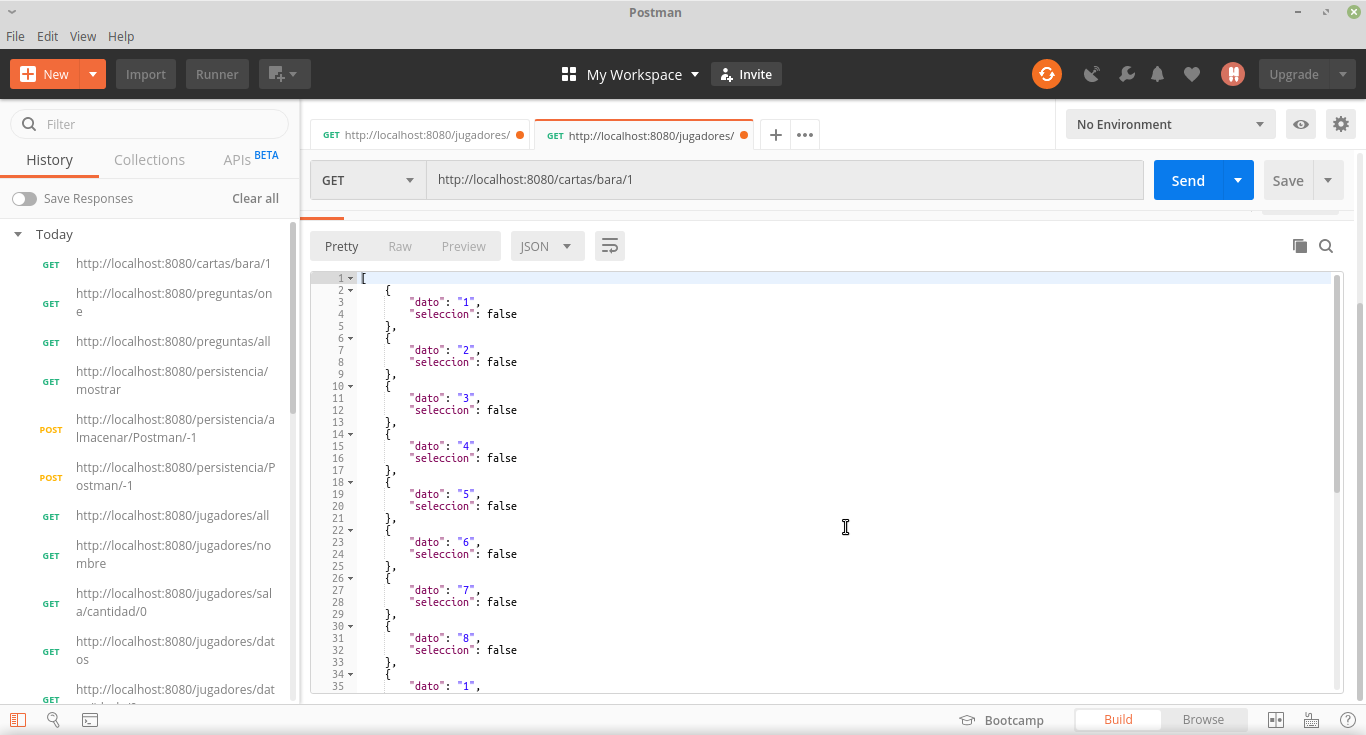 Postman
File Edit View Help
New Import Runner My Workspace Invite Upgrade
Filter
History Collections APIs BETA
Save Responses Clear all
Today
GET http://localhost:8080/cartas/bara/1
GET http://localhost:8080/preguntas/on
e
GET http://localhost:8080/preguntas/all
GET http://localhost:8080/persistencia/
mostrar
POST http://localhost:8080/persistencia/a
lmacenar/Postman/-1
POST http://localhost:8080/persistencia/P
ostman/-1
GET http://localhost:8080/jugadores/all
GET http://localhost:8080/jugadores/no
mbre
GET http://localhost:8080/jugadores/sal
a/cantidad/0
GET http://localhost:8080/jugadores/dat
os
GET http://localhost:8080/jugadores/dat
GET http://localhost:8080/jugadores/ GET http://localhost:8080/jugadores/ No Environment
GET http://localhost:8080/cartas/bara/1 Send Save
Pretty Raw Preview JSON
1 [
2 {
3 "dato": "1",
4 "seleccion": false
5 },
6 {
7 "dato": "2",
8 "seleccion": false
9 },
10 {
11 "dato": "3",
12 "seleccion": false
13 },
14 {
15 "dato": "4",
16 "seleccion": false
17 },
18 {
19 "dato": "5",
20 "seleccion": false
21 },
22 {
23 "dato": "6",
24 "seleccion": false
25 },
26 {
27 "dato": "7",
28 "seleccion": false
29 },
30 {
31 "dato": "8",
32 "seleccion": false
33 },
34 {
35 "dato": "1",
Bootcamp Build Browse